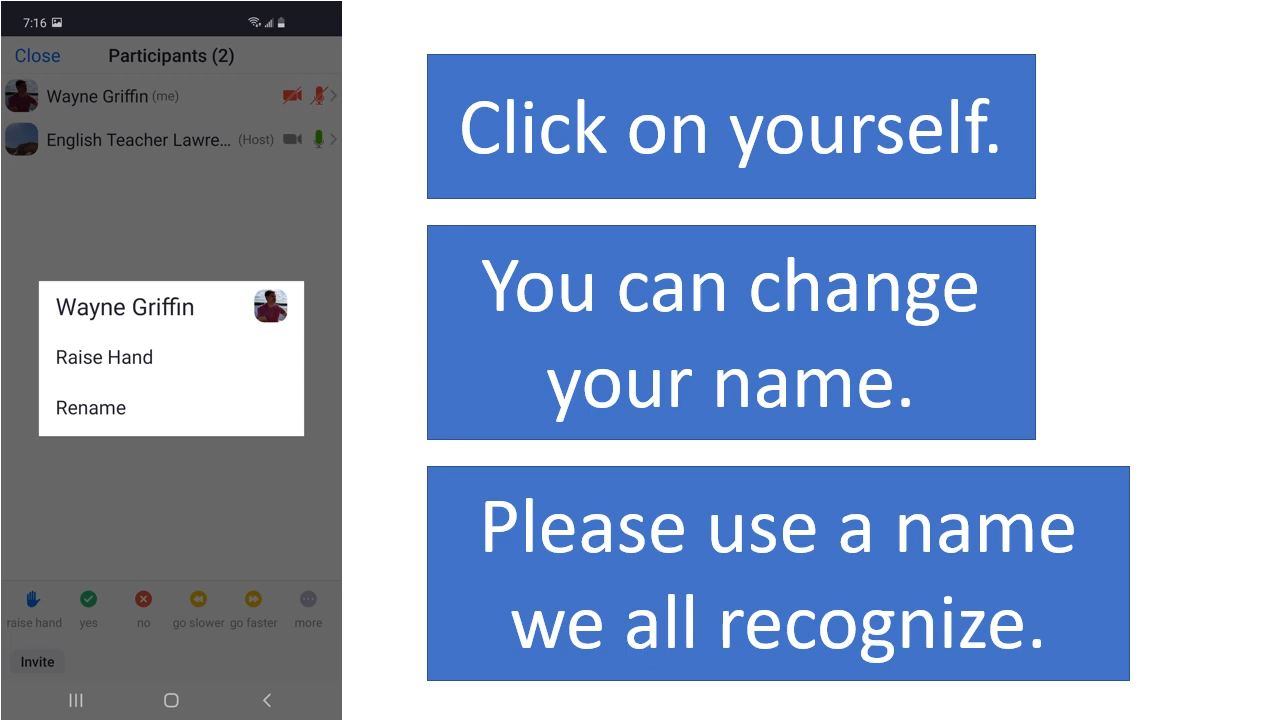 7:16
Close Participants (2)
Wayne Griffin (me)
English Teacher Lawre... (Host)
Wayne Griffin
Raise Hand
Rename
raise hand yes no go slower go faster more
Invite
Click on yourself.
You can change
your name.
Please use a name
we all recognize.